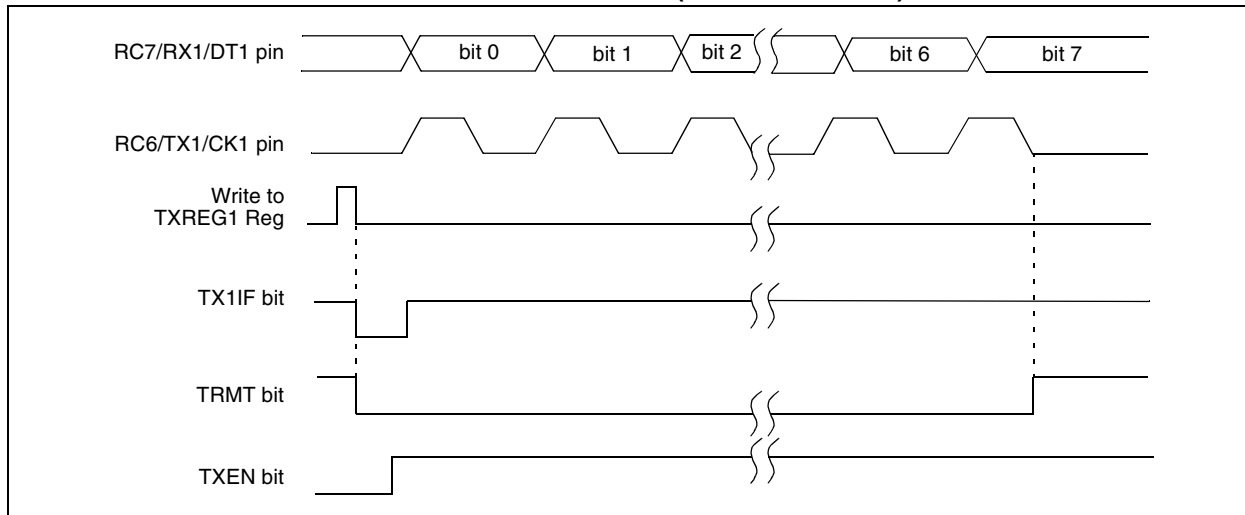 RC7/RX1/DT1 pin
bit 0
bit 1
bit 2
bit 6
bit 7
RC6/TX1/CK1 pin
Write to
TXREG1 Reg
TX1IF bit
TRMT bit
TXEN bit